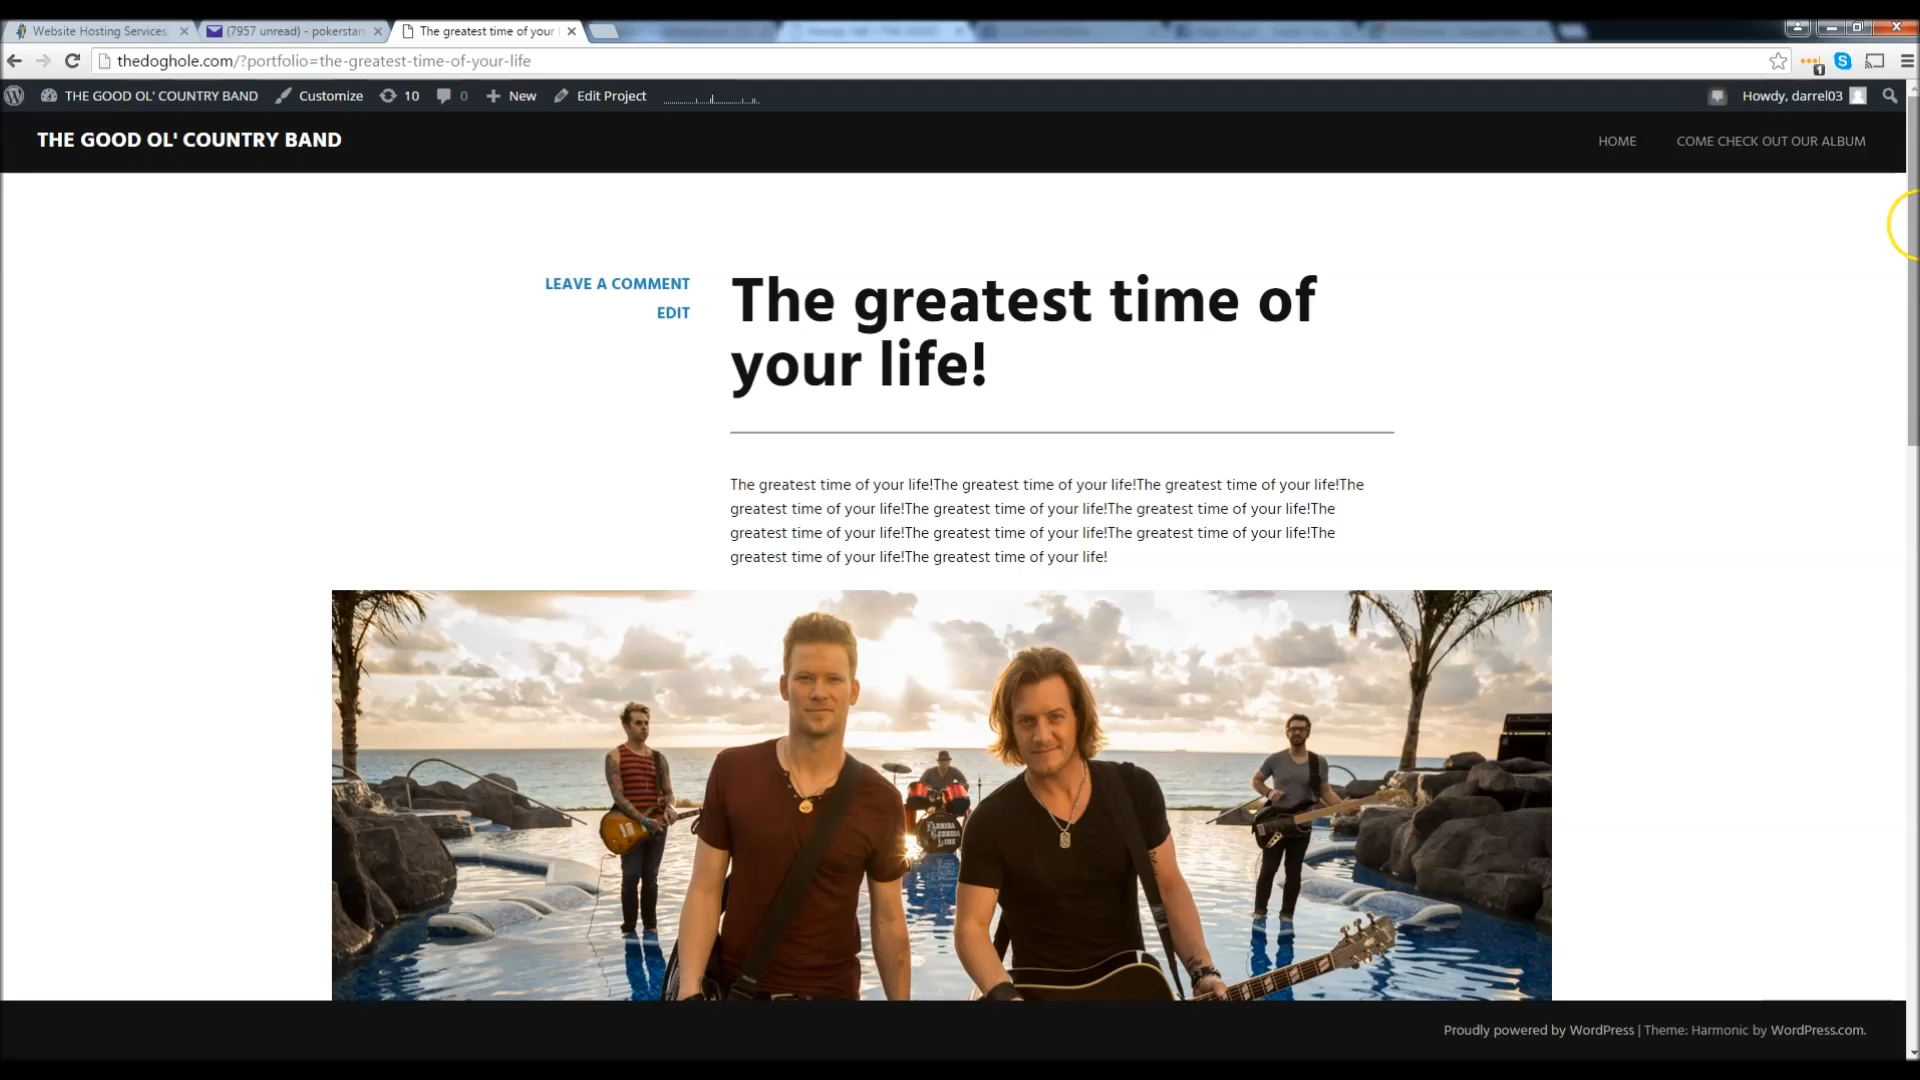 Website Hosting Services,
(7957 unread) - pokerstar
The greatest time of your
thedoghole.com/?portfolio=the-greatest-time-of-your-life
THE GOOD OL' COUNTRY BAND
Customize
10
0
New
Edit Project
Howdy, darrel03
THE GOOD OL' COUNTRY BAND
HOME
COME CHECK OUT OUR ALBUM
LEAVE A COMMENT
EDIT
The greatest time of
your life!
The greatest time of your life!The greatest time of your life!The greatest time of your life!The
greatest time of your life!The greatest time of your life!The greatest time of your life!The
greatest time of your life!The greatest time of your life!The greatest time of your life!The
greatest time of your life!The greatest time of your life!
FLORIDA
GEORGIA
LINE
Proudly powered by WordPress | Theme: Harmonic by WordPress.com.